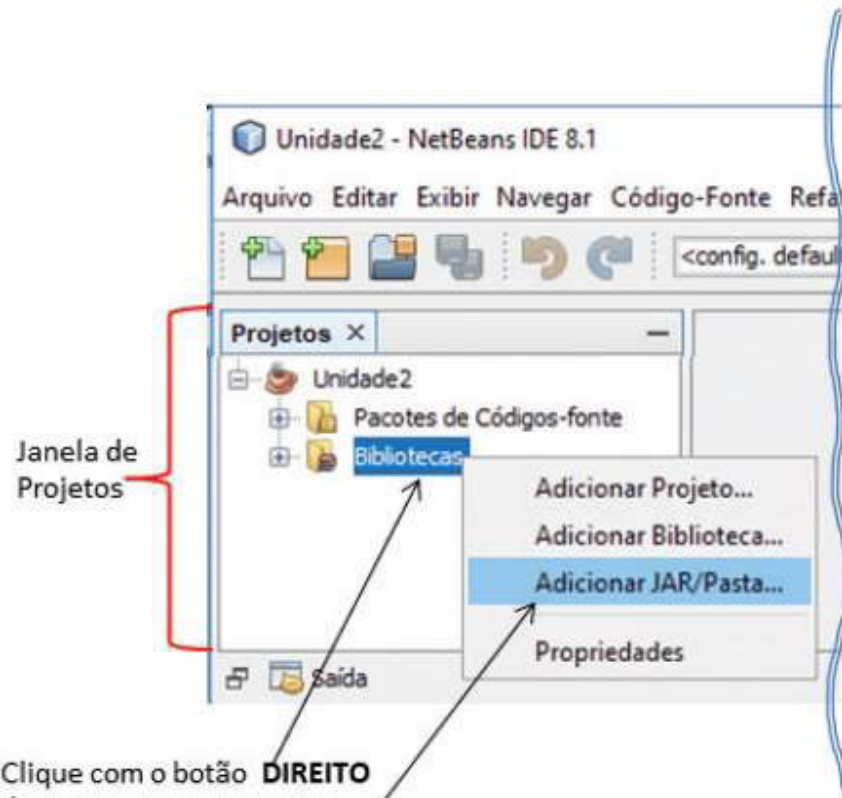 Unidade2 - NetBeans IDE 8.1
Arquivo Editar Exibir Navegar Código-Fonte Refa
<config. defaul
Projetos
Unidade2
Pacotes de Códigos-fonte
Bibliotecas
Janela de
Projetos
Adicionar Projeto...
Adicionar Biblioteca...
Adicionar JAR/Pasta...
Propriedades
Saída
Clique com o botão DIREITO